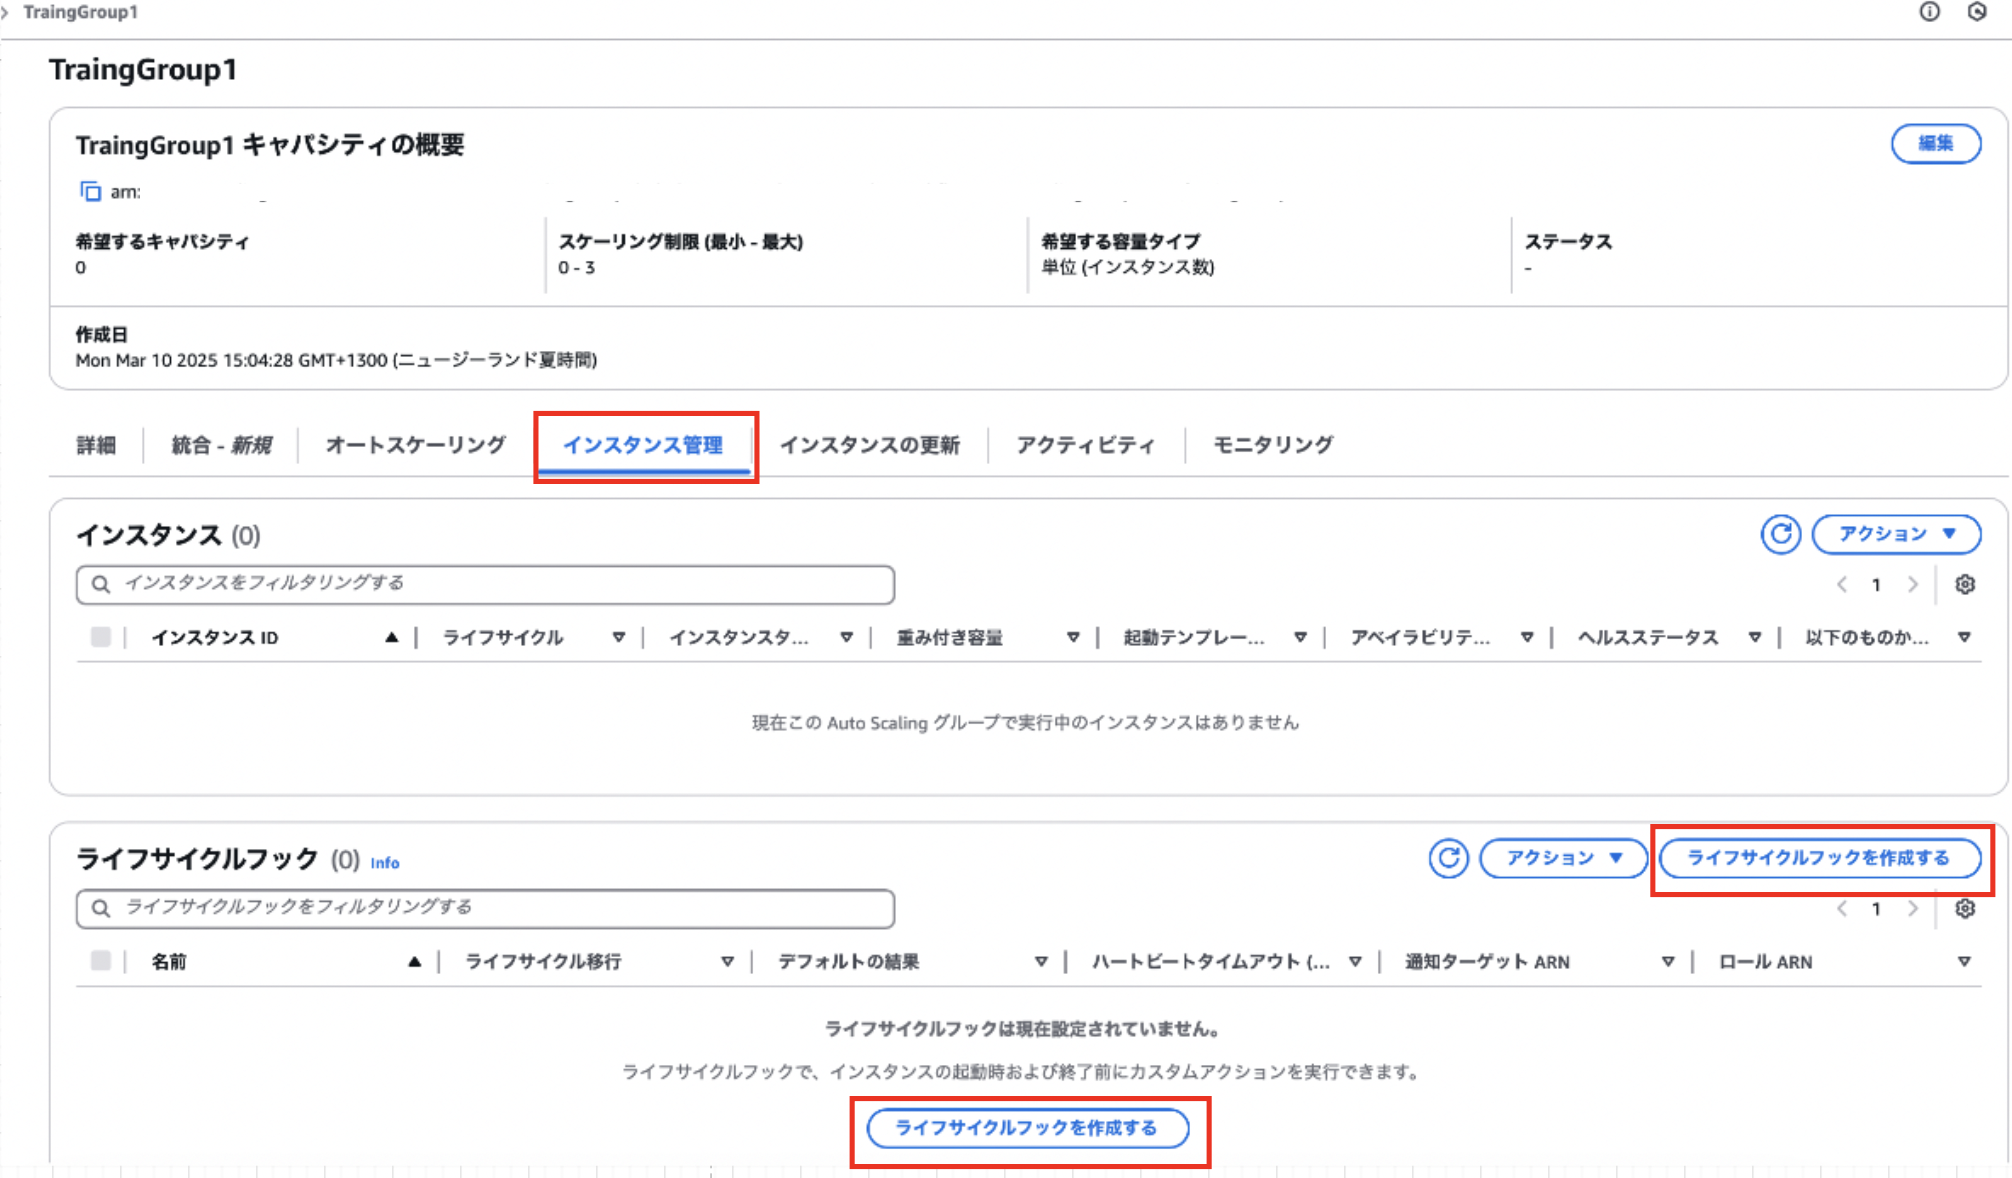 TraingGroup1
TraingGroup1
TraingGroup1 キャパシティの概要
編集
arn:
希望するキャパシティ
0
スケーリング制限 (最小 - 最大)
0 - 3
希望する容量タイプ
単位 (インスタンス数)
ステータス
-
作成日
Mon Mar 10 2025 15:04:28 GMT+1300 (ニュージーランド夏時間)
詳細 統合 - 新規 オートスケーリング インスタンス管理 インスタンスの更新 アクティビティ モニタリング
インスタンス (0)
アクション
インスタンスをフィルタリングする
1
インスタンス ID ライフサイクル インスタンスタ... 重み付き容量 起動テンプレー... アベイラビリテ... ヘルスステータス 以下のものか...
現在この Auto Scaling グループで実行中のインスタンスはありません
ライフサイクルフック (0) Info
アクション
ライフサイクルフックを作成する
ライフサイクルフックをフィルタリングする
1
名前 ライフサイクル移行 デフォルトの結果 ハートビートタイムアウト (... 通知ターゲット ARN ロール ARN
ライフサイクルフックは現在設定されていません。
ライフサイクルフックで、インスタンスの起動時および終了前にカスタムアクションを実行できます。
ライフサイクルフックを作成する